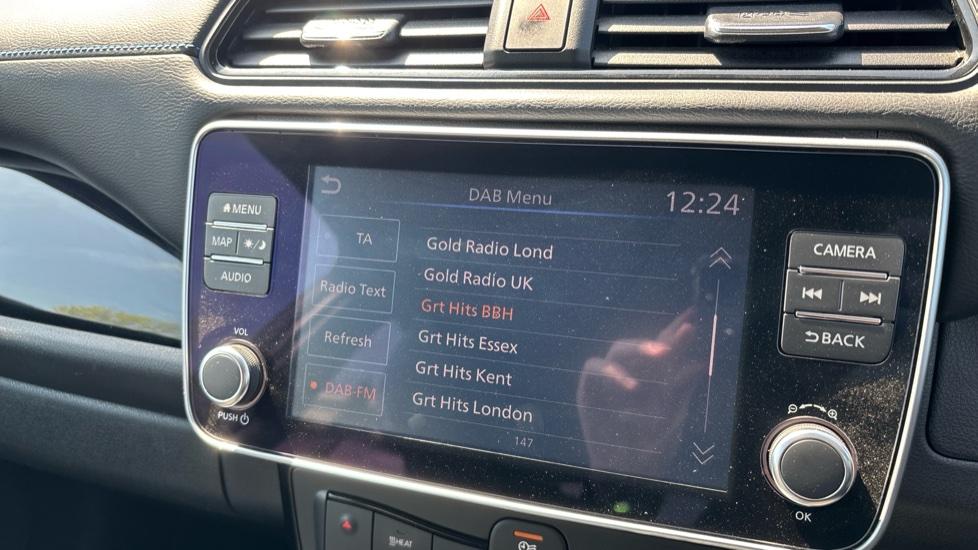 DAB Menu
12:24
MENU
MAP
AUDIO
VOL
PUSH
TA
Radio Text
Refresh
DAB-FM
Gold Radio Lond
Gold Radio UK
Grt Hits BBH
Grt Hits Essex
Grt Hits Kent
Grt Hits London
147
CAMERA
BACK
OK
HEAT